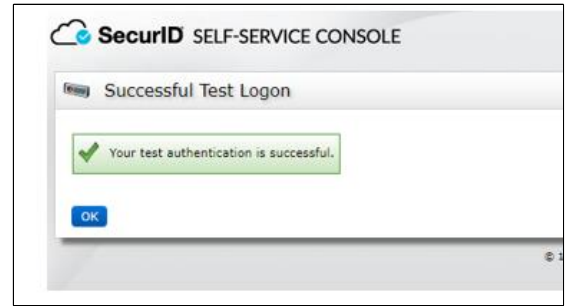 SecurID SELF-SERVICE CONSOLE
Successful Test Logon
Your test authentication is successful.
OK
©